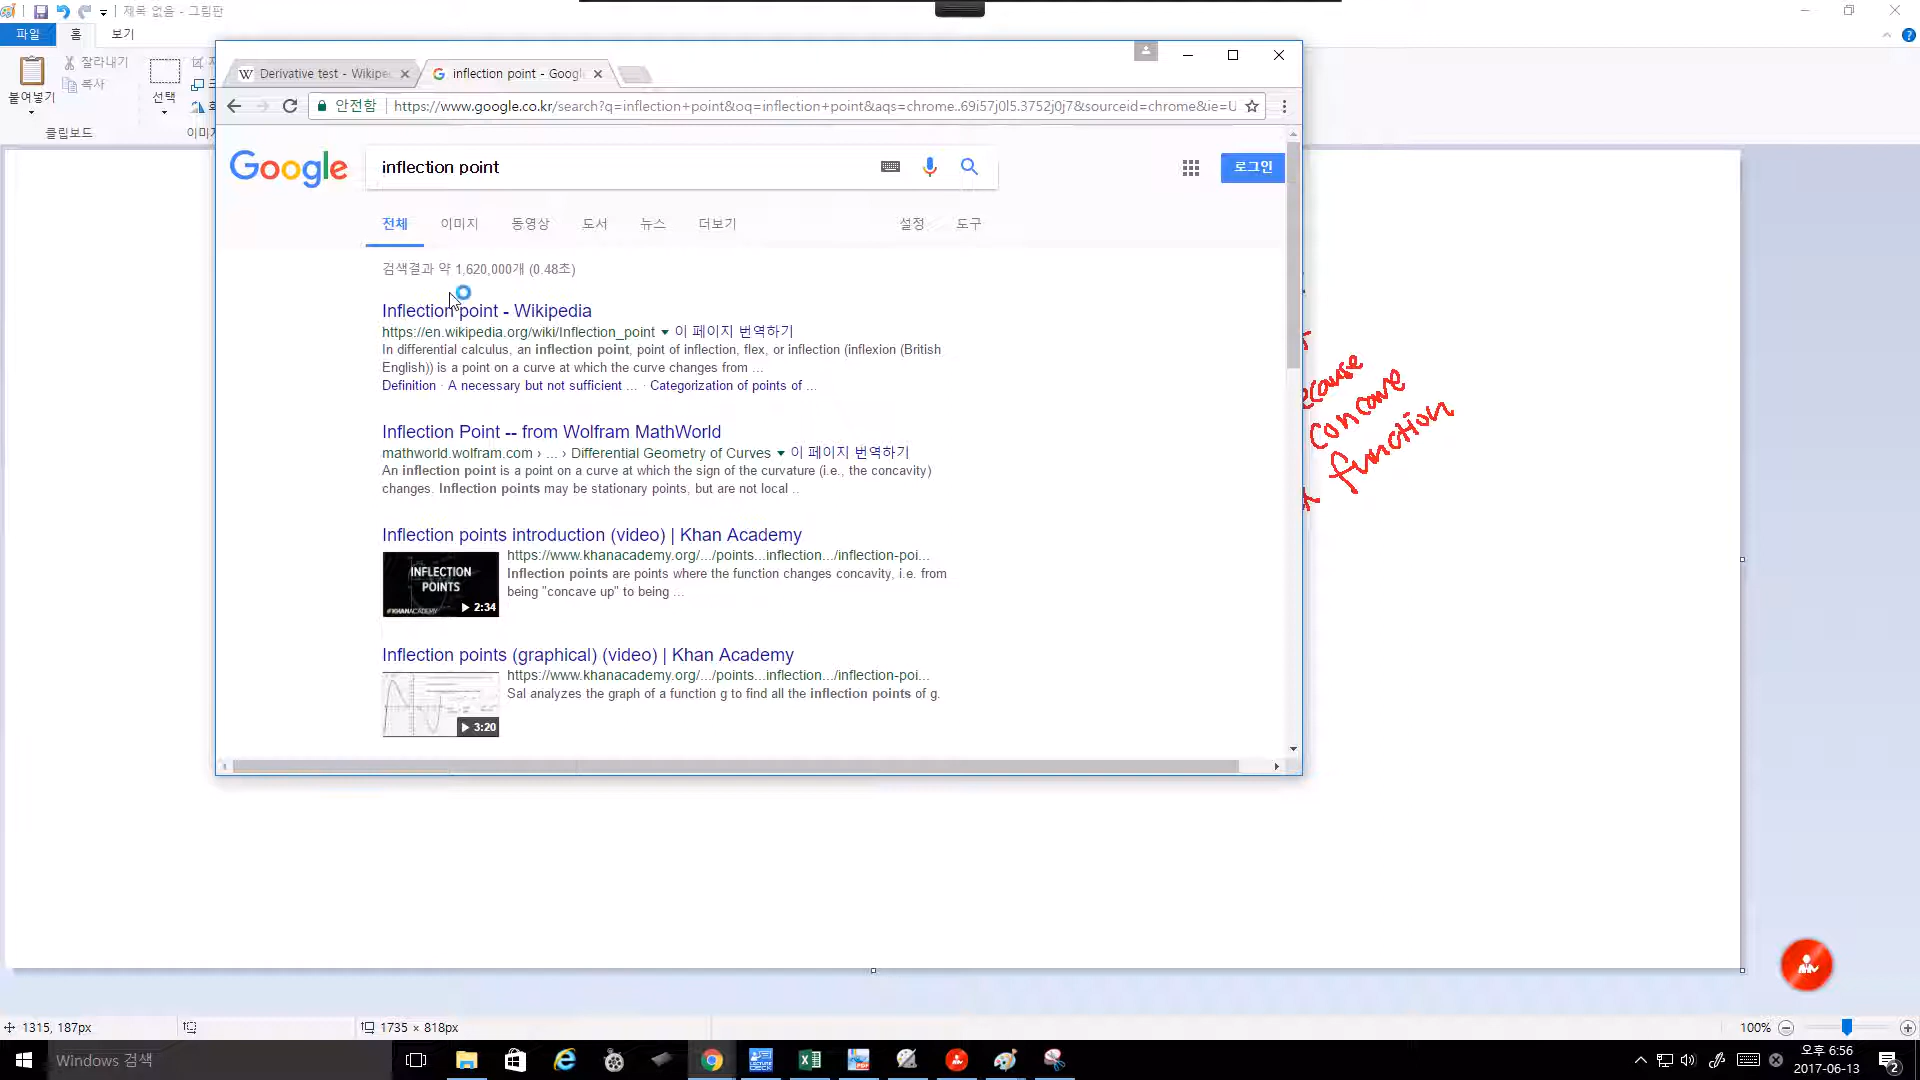 제목 없음 - 그림판
파일
홈
보기
붙여넣기
잘라내기
복사
선택
클립보드
Derivative test - Wikipe
inflection point - Googl
안전함
https://www.google.co.kr/search?q=inflection+point&oq=inflection+point&aqs=chrome..69i57j0l5.3752j0j7&sourceid=chrome&ie=U
Google
inflection point
로그인
전체
이미지
동영상
도서
뉴스
더보기
설정
도구
검색결과 약 1,620,000개 (0.48초)
Inflection point - Wikipedia
https://en.wikipedia.org/wiki/Inflection_point 이 페이지 번역하기
In differential calculus, an inflection point, point of inflection, flex, or inflection (inflexion (British
English)) is a point on a curve at which the curve changes from ...
Definition · A necessary but not sufficient ... · Categorization of points of ...
Inflection Point -- from Wolfram MathWorld
mathworld.wolfram.com › ... › Differential Geometry of Curves 이 페이지 번역하기
An inflection point is a point on a curve at which the sign of the curvature (i.e., the concavity)
changes. Inflection points may be stationary points, but are not local ..
Inflection points introduction (video) | Khan Academy
INFLECTION
POINTS
#KHANACADEMY
2:34
https://www.khanacademy.org/.../points...inflection.../inflection-poi...
Inflection points are points where the function changes concavity, i.e. from
being "concave up" to being ...
Inflection points (graphical) (video) | Khan Academy
3:20
https://www.khanacademy.org/.../points...inflection.../inflection-poi...
Sal analyzes the graph of a function g to find all the inflection points of g.
ecause
concave
function
1315, 187px
1735 × 818px
100%
Windows 검색
오후 6:56
2017-06-13
2